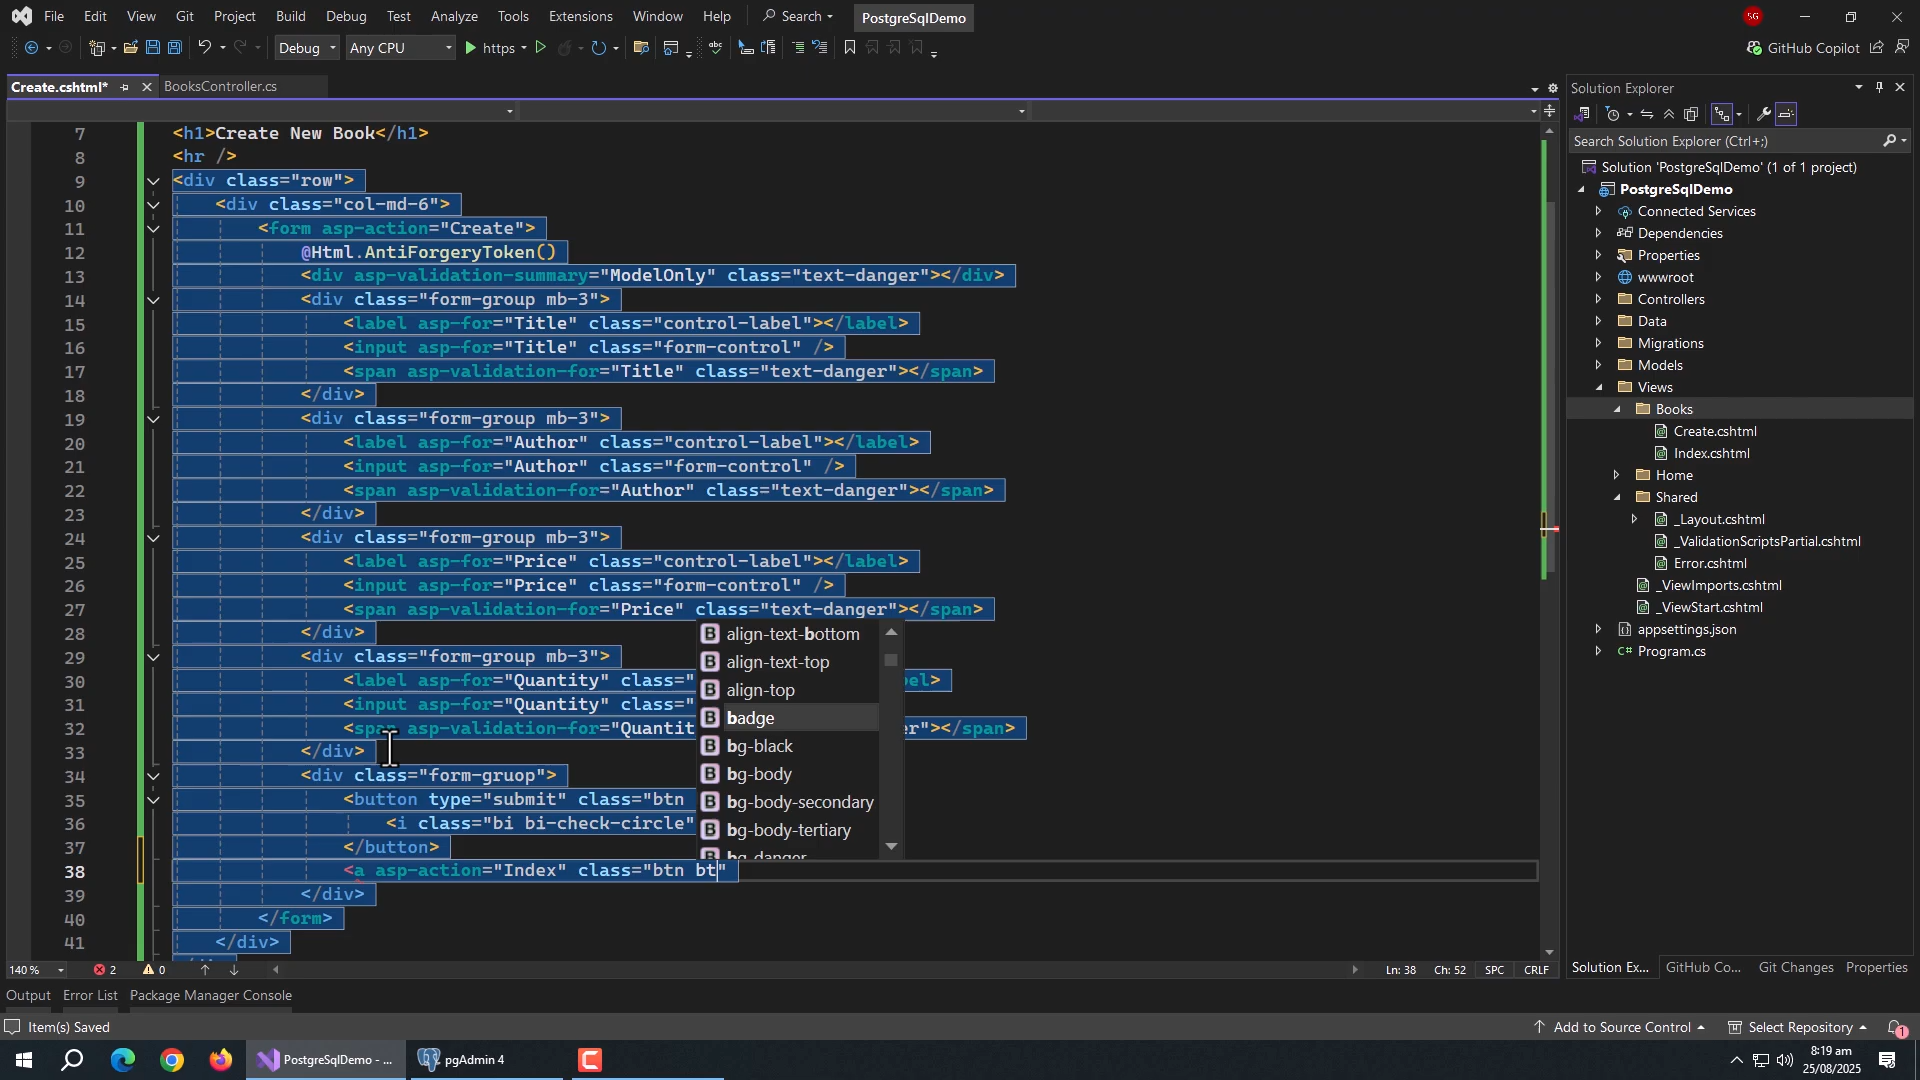 File Edit View Git Project Build Debug Test Analyze Tools Extensions Window Help Search PostgreSqlDemo SG
Debug Any CPU https GitHub Copilot
Create.cshtml* BooksController.cs
7 <h1>Create New Book</h1>
8 <hr />
9 <div class="row">
10 <div class="col-md-6">
11 <form asp-action="Create">
12 @Html.AntiForgeryToken()
13 <div asp-validation-summary="ModelOnly" class="text-danger"></div>
14 <div class="form-group mb-3">
15 <label asp-for="Title" class="control-label"></label>
16 <input asp-for="Title" class="form-control" />
17 <span asp-validation-for="Title" class="text-danger"></span>
18 </div>
19 <div class="form-group mb-3">
20 <label asp-for="Author" class="control-label"></label>
21 <input asp-for="Author" class="form-control" />
22 <span asp-validation-for="Author" class="text-danger"></span>
23 </div>
24 <div class="form-group mb-3">
25 <label asp-for="Price" class="control-label"></label>
26 <input asp-for="Price" class="form-control" />
27 <span asp-validation-for="Price" class="text-danger"></span>
28 </div>
29 <div class="form-group mb-3">
30 <label asp-for="Quantity" class=" el>
31 <input asp-for="Quantity" class="
32 <span asp-validation-for="Quantit er"></span>
33 </div>
34 <div class="form-gruop">
35 <button type="submit" class="btn
36 <i class="bi bi-check-circle"
37 </button>
38 <a asp-action="Index" class="btn bt"
39 </div>
40 </form>
41 </div>
align-text-bottom
align-text-top
align-top
badge
bg-black
bg-body
bg-body-secondary
bg-body-tertiary
bg-danger
140 % 2 0 Ln: 38 Ch: 52 SPC CRLF
Solution Explorer
Search Solution Explorer (Ctrl+;)
Solution 'PostgreSqlDemo' (1 of 1 project)
PostgreSqlDemo
Connected Services
Dependencies
Properties
wwwroot
Controllers
Data
Migrations
Models
Views
Books
Create.cshtml
Index.cshtml
Home
Shared
_Layout.cshtml
_ValidationScriptsPartial.cshtml
Error.cshtml
_ViewImports.cshtml
_ViewStart.cshtml
appsettings.json
C# Program.cs
Solution Ex... GitHub Co... Git Changes Properties
Output Error List Package Manager Console
Item(s) Saved Add to Source Control Select Repository 1
PostgreSqlDemo - ... pgAdmin 4
8:19 am
25/08/2025